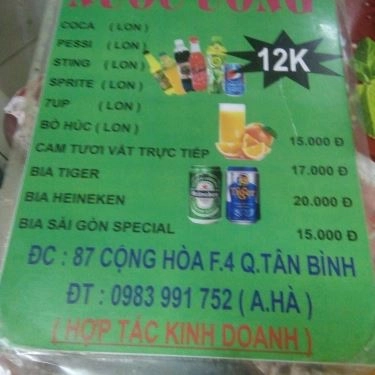 NƯỚC UỐNG
COCA ( LON )
PESSI ( LON )
STING ( LON )
SPRITE ( LON )
7UP ( LON )
12K
BÒ HÚC ( LON )
CAM TƯƠI VẮT TRỰC TIẾP 15.000 Đ
BIA TIGER 17.000 Đ
BIA HEINEKEN 20.000 Đ
BIA SÀI GÒN SPECIAL 15.000 Đ
ĐC : 87 CỘNG HÒA F.4 Q.TÂN BÌNH
ĐT : 0983 991 752 ( A.HÀ )
( HỢP TÁC KINH DOANH )